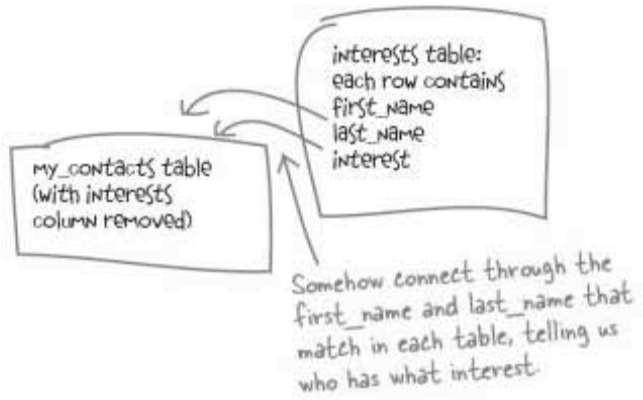 interests table:
each row contains
first_name
last_name
interest
my_contacts table
(with interests
column removed)
Somehow connect through the
first_name and last_name that
match in each table, telling us
who has what interest.